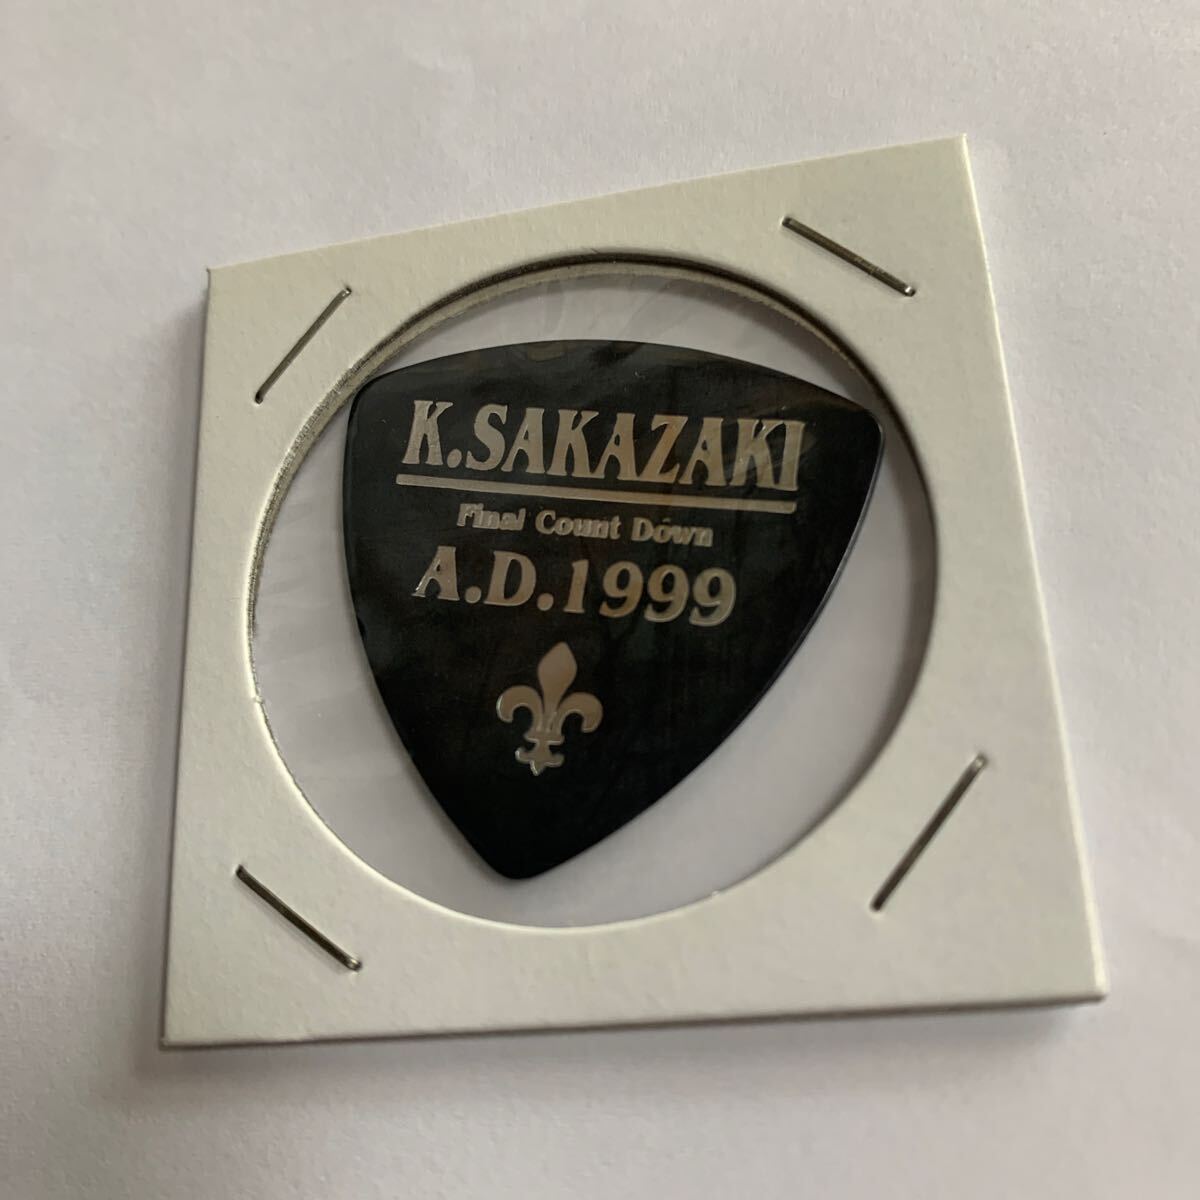 K.SAKAZAKI
Final Count Down
A.D.1999